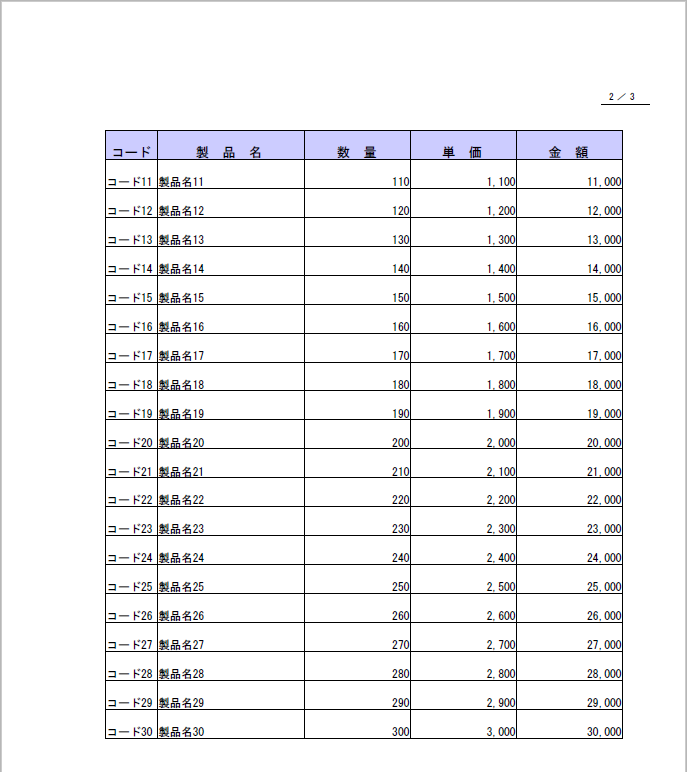 2 ／ 3
コード 製 品 名 数 量 単 価 金 額
コード11 製品名11 110 1,100 11,000
コード12 製品名12 120 1,200 12,000
コード13 製品名13 130 1,300 13,000
コード14 製品名14 140 1,400 14,000
コード15 製品名15 150 1,500 15,000
コード16 製品名16 160 1,600 16,000
コード17 製品名17 170 1,700 17,000
コード18 製品名18 180 1,800 18,000
コード19 製品名19 190 1,900 19,000
コード20 製品名20 200 2,000 20,000
コード21 製品名21 210 2,100 21,000
コード22 製品名22 220 2,200 22,000
コード23 製品名23 230 2,300 23,000
コード24 製品名24 240 2,400 24,000
コード25 製品名25 250 2,500 25,000
コード26 製品名26 260 2,600 26,000
コード27 製品名27 270 2,700 27,000
コード28 製品名28 280 2,800 28,000
コード29 製品名29 290 2,900 29,000
コード30 製品名30 300 3,000 30,000